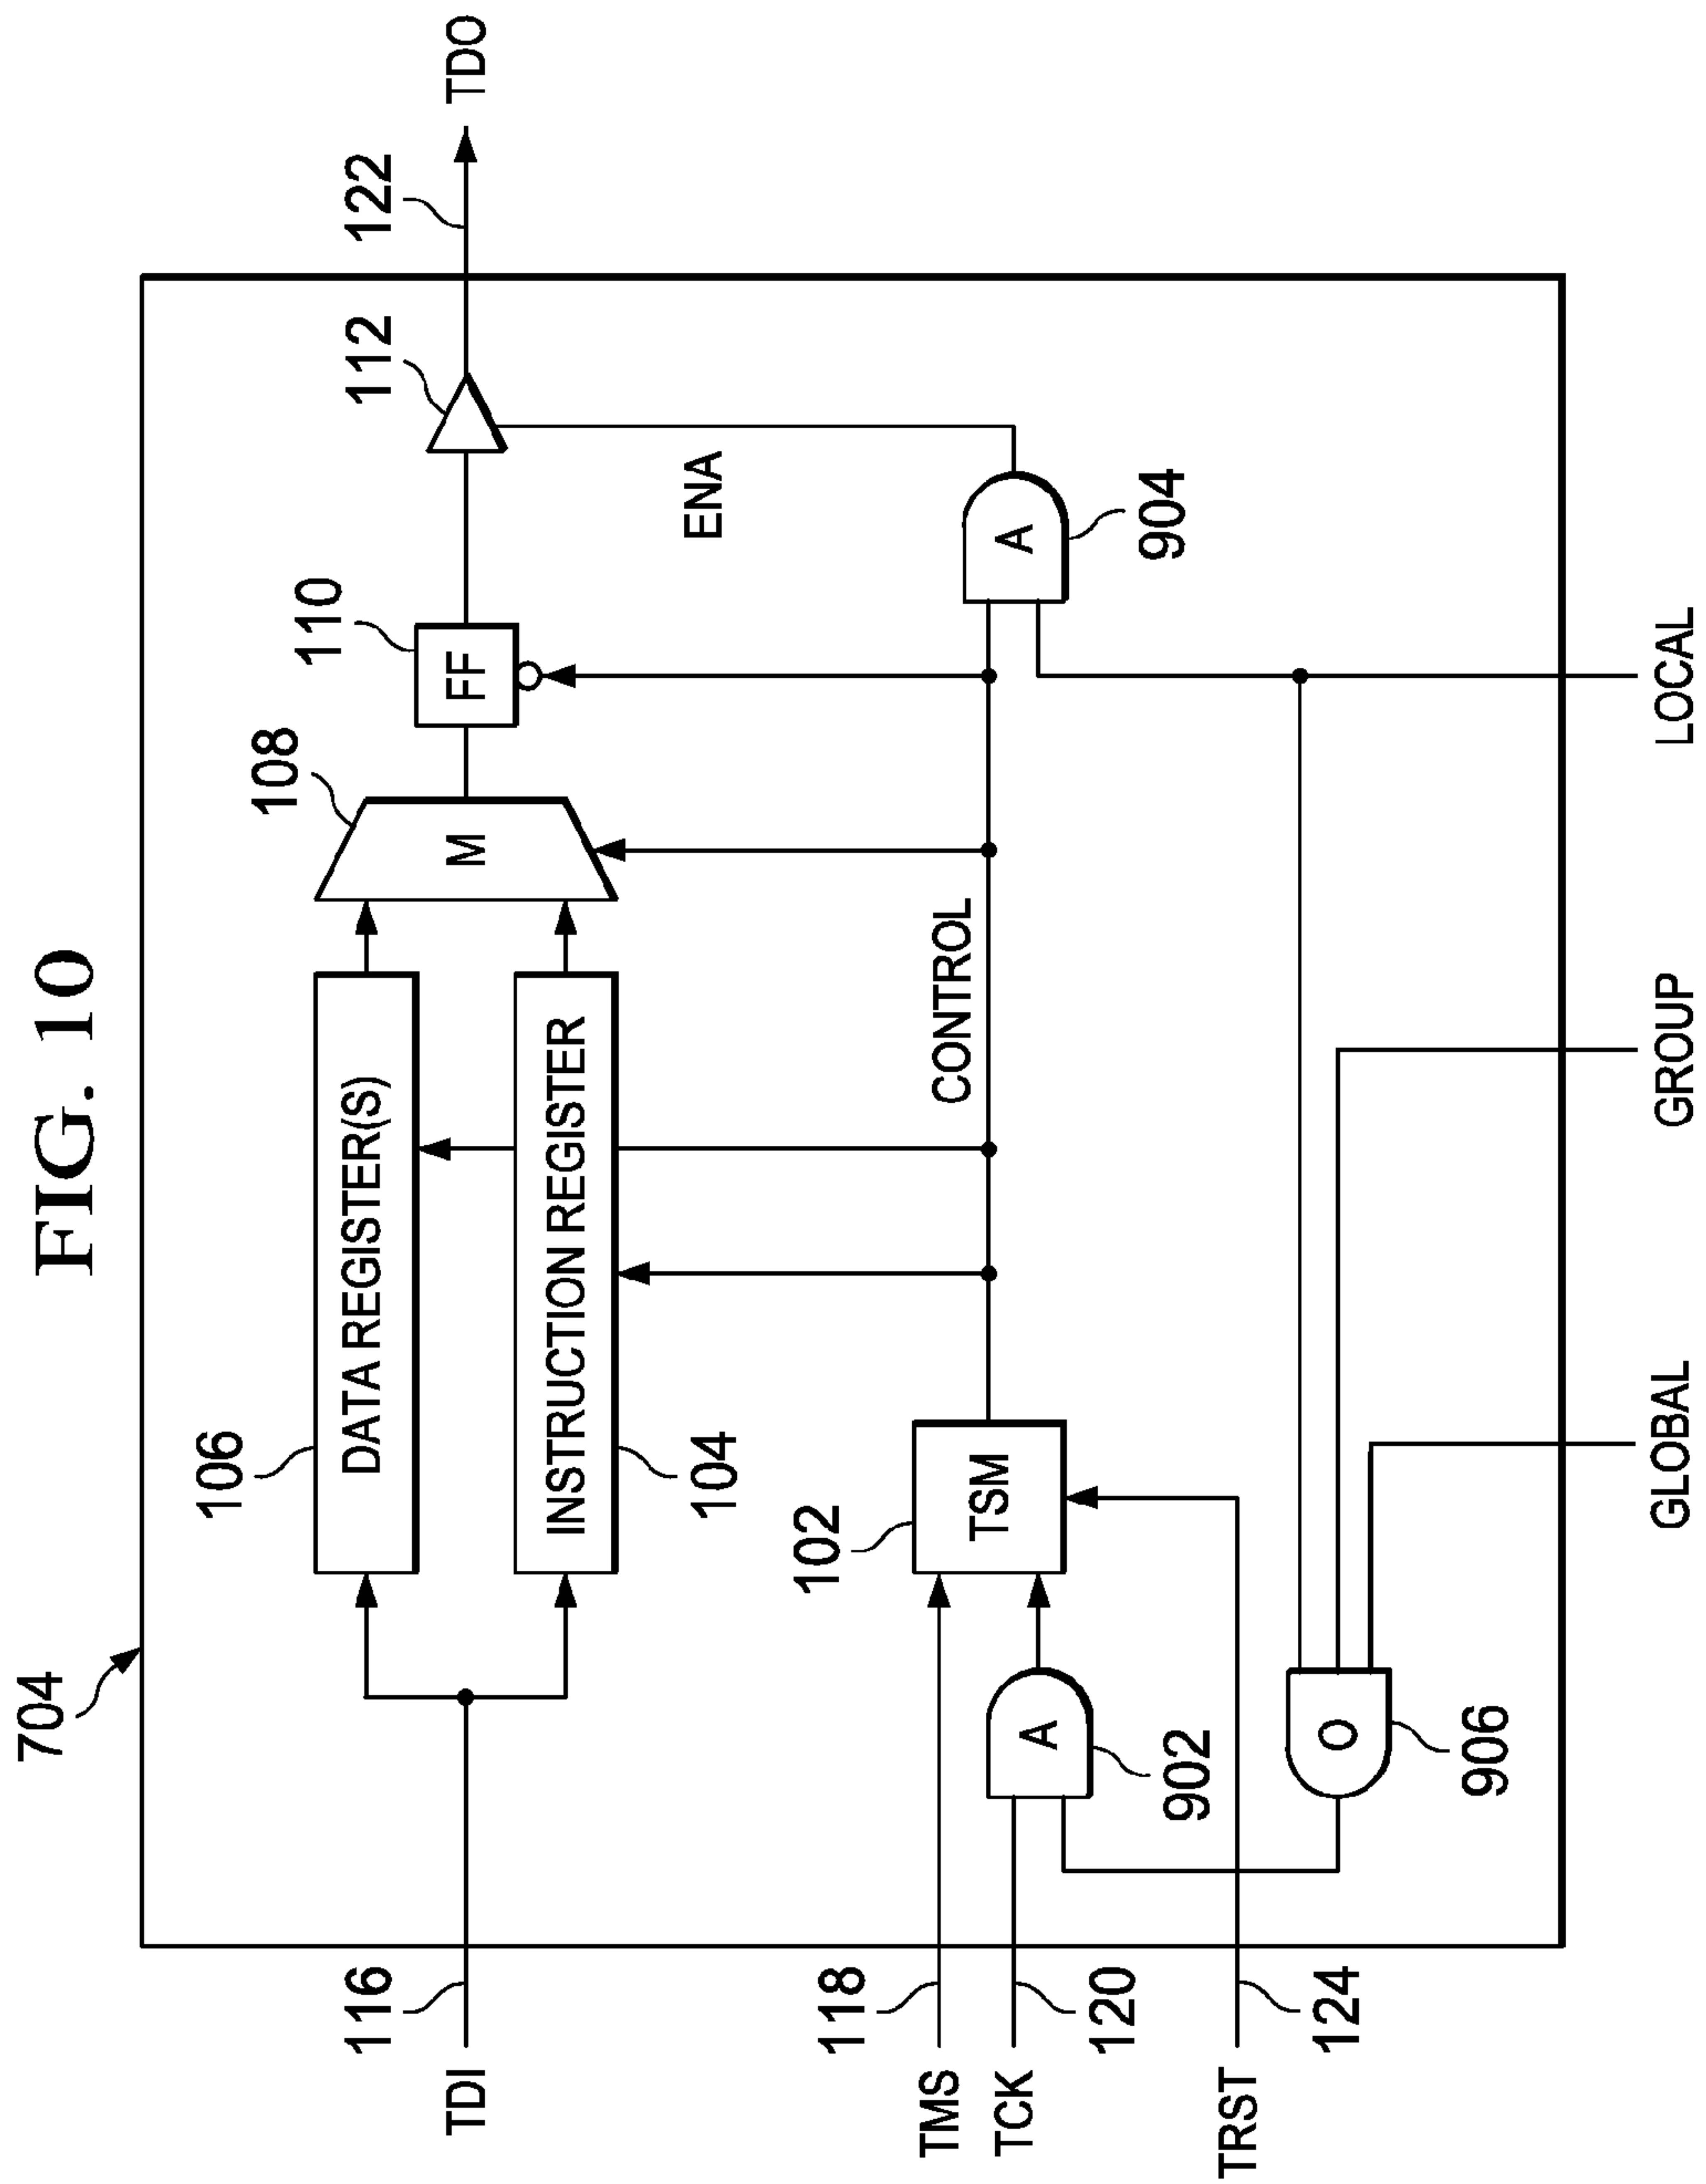 FIG. 10
704
106
DATA REGISTER(S)
108
110
112
122
116
TDI
INSTRUCTION REGISTER
104
M
FF
TDO
ENA
102
118
TMS
TSM
CONTROL
A
904
TCK
120
A
902
TRST
124
O
906
GLOBAL
GROUP
LOCAL